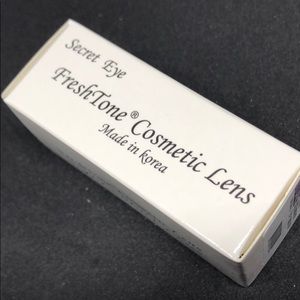 Secret Eye
FreshTone® Cosmetic Lens
Made in korea